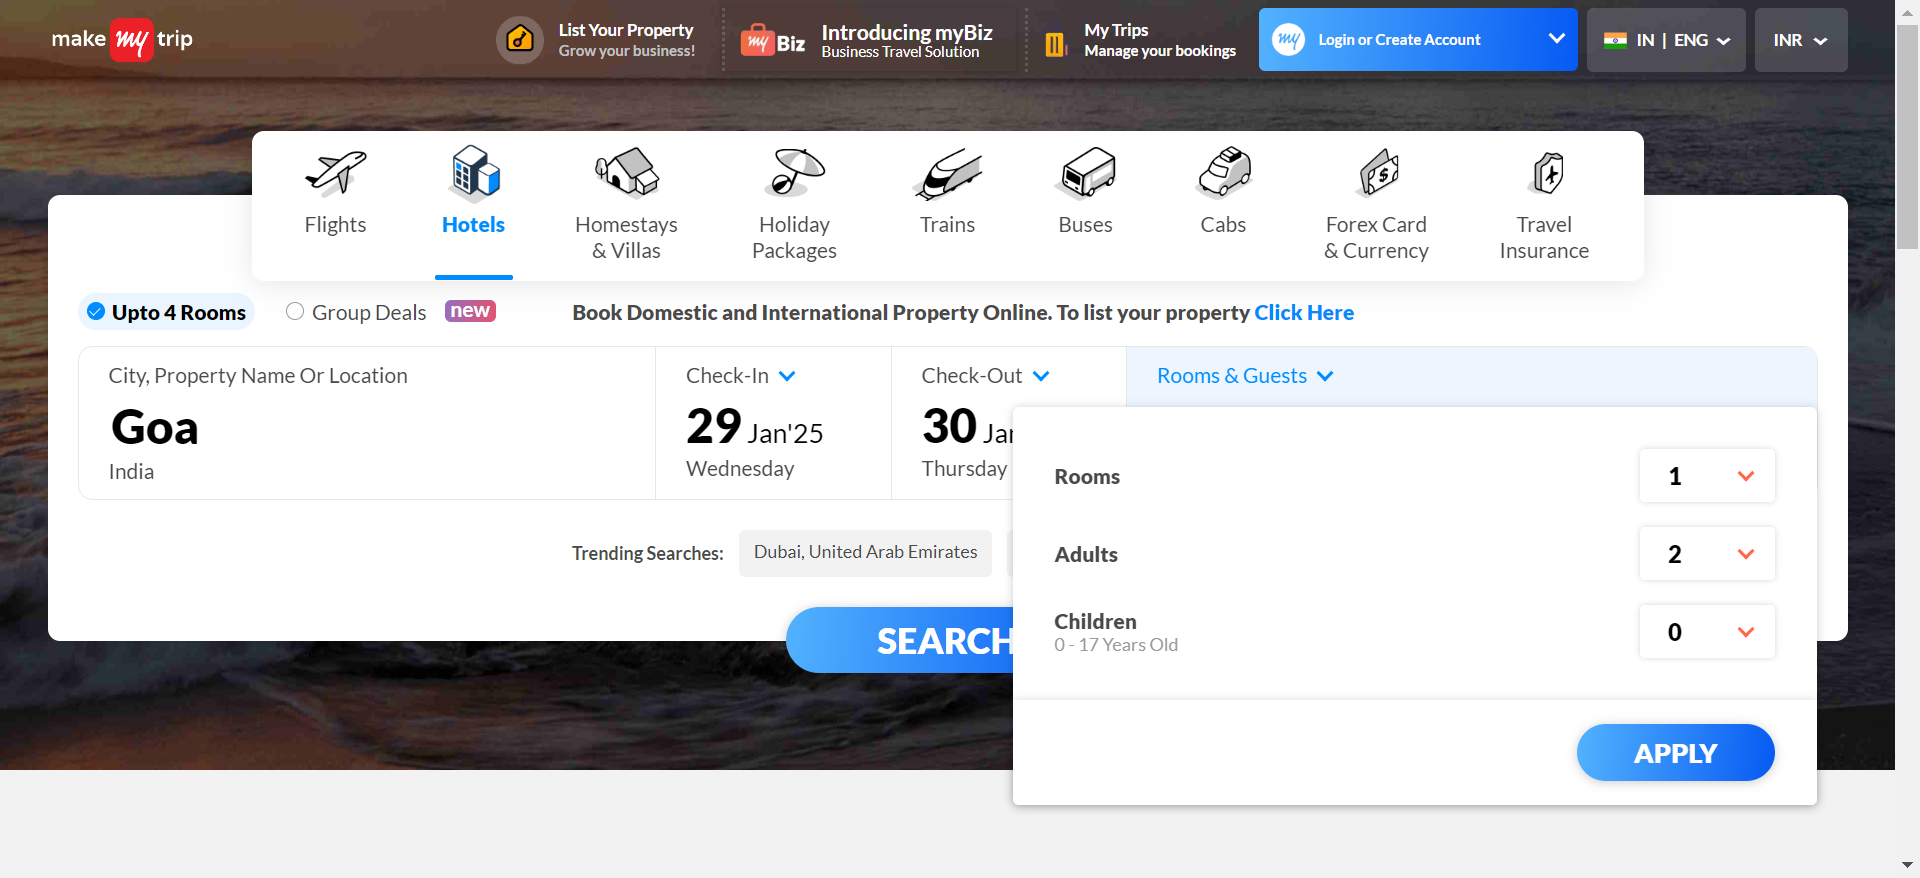 make my trip
List Your Property
Grow your business!
my Biz
Introducing myBiz
Business Travel Solution
My Trips
Manage your bookings
my
Login or Create Account
IN | ENG
INR
Flights
Hotels
Homestays
& Villas
Holiday
Packages
Trains
Buses
Cabs
Forex Card
& Currency
Travel
Insurance
Upto 4 Rooms
Group Deals
new
Book Domestic and International Property Online. To list your property Click Here
City, Property Name Or Location
Goa
India
Check-In
29 Jan'25
Wednesday
Check-Out
30
Thursday
Rooms & Guests
Rooms
1
Adults
2
Children
0 - 17 Years Old
0
APPLY
Trending Searches:
Dubai, United Arab Emirates
SEARCH